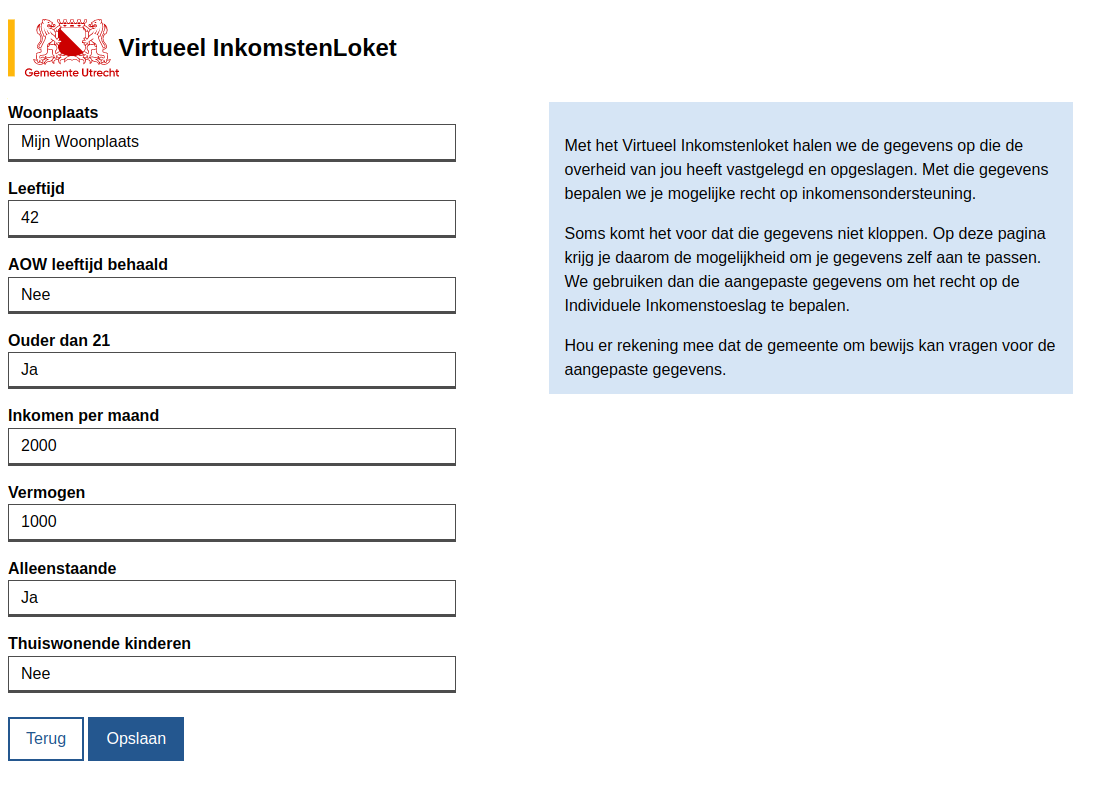 Gemeente Utrecht
Virtueel InkomstenLoket
Woonplaats
Mijn Woonplaats
Leeftijd
42
AOW leeftijd behaald
Nee
Ouder dan 21
Ja
Inkomen per maand
2000
Vermogen
1000
Alleenstaande
Ja
Thuiswonende kinderen
Nee
Terug
Opslaan
Met het Virtueel Inkomstenloket halen we de gegevens op die de
overheid van jou heeft vastgelegd en opgeslagen. Met die gegevens
bepalen we je mogelijke recht op inkomensondersteuning.
Soms komt het voor dat die gegevens niet kloppen. Op deze pagina
krijg je daarom de mogelijkheid om je gegevens zelf aan te passen.
We gebruiken dan die aangepaste gegevens om het recht op de
Individuele Inkomenstoeslag te bepalen.
Hou er rekening mee dat de gemeente om bewijs kan vragen voor de
aangepaste gegevens.